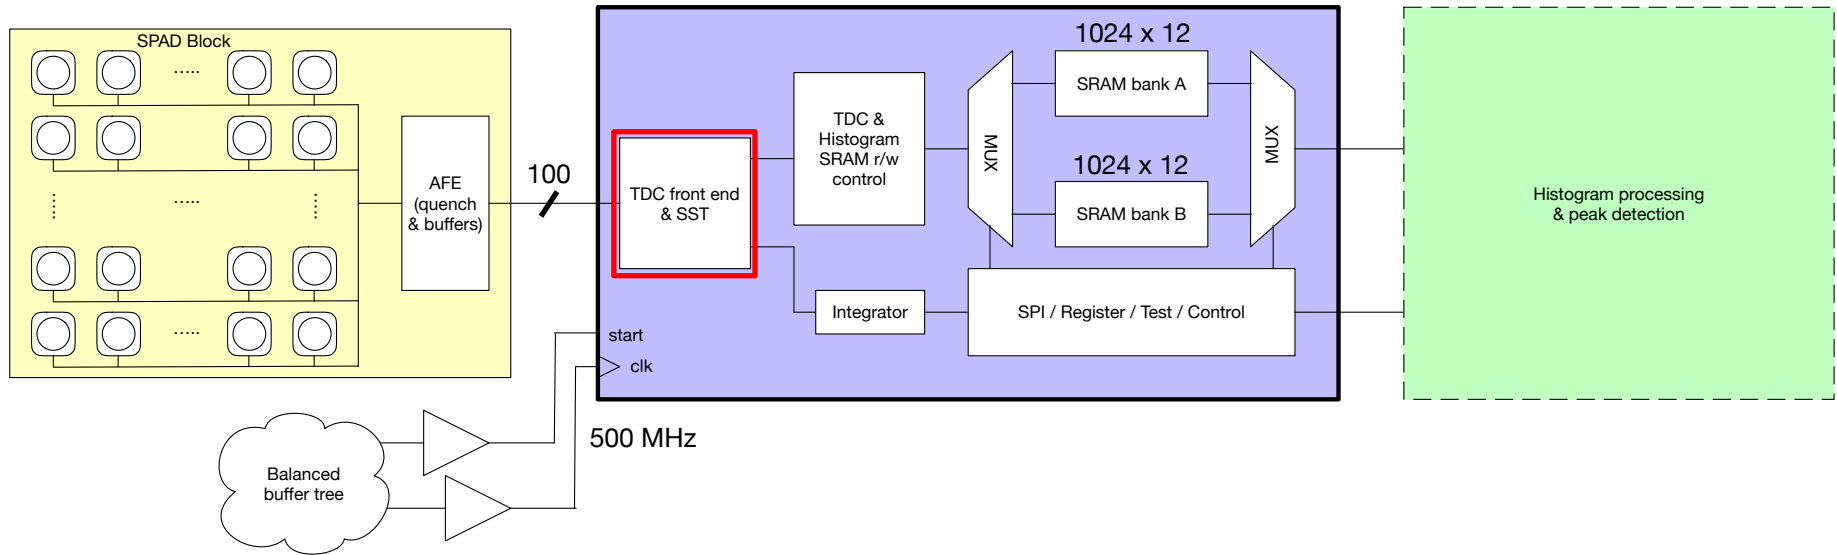 SPAD Block
.....
.....
.....
.....
.....
.....
.....
AFE
(quench
& buffers)
100
TDC front end
& SST
TDC &
Histogram
SRAM r/w
control
MUX
1024 x 12
SRAM bank A
1024 x 12
SRAM bank B
MUX
Integrator
SPI / Register / Test / Control
start
clk
500 MHz
Balanced
buffer tree
Histogram processing
& peak detection